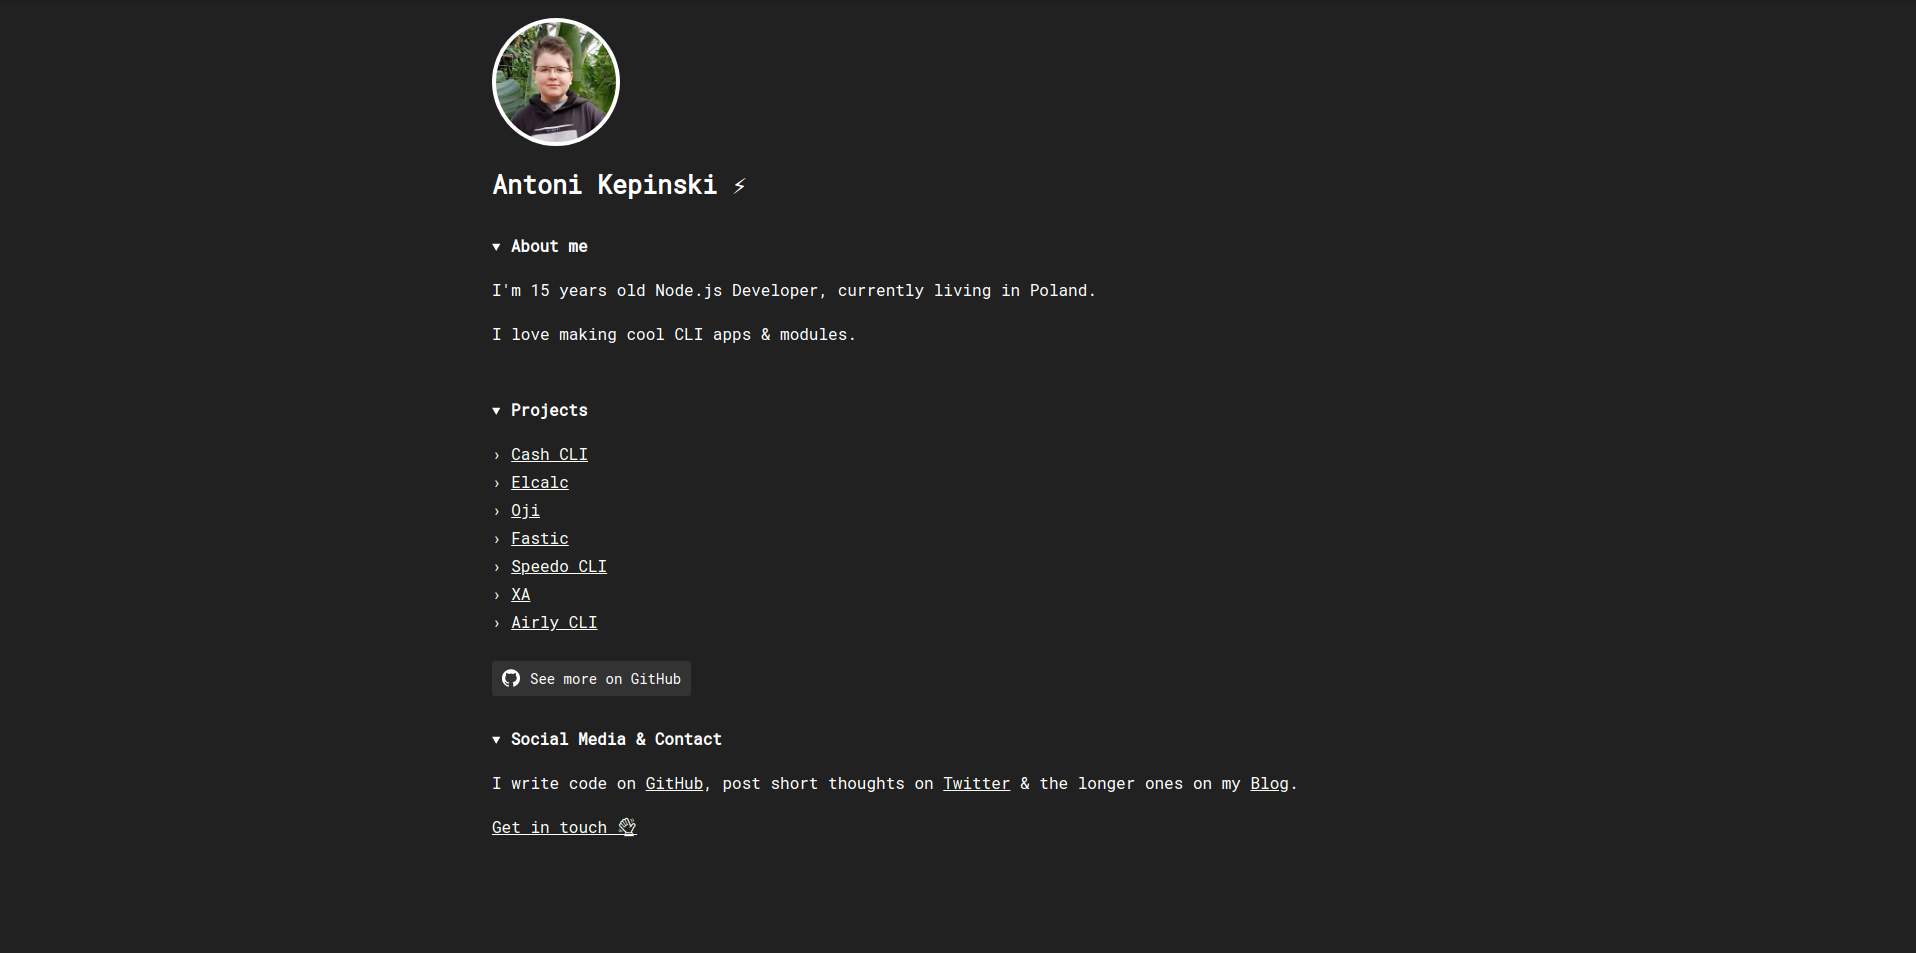 Antoni Kepinski ⚡
▾ About me
I'm 15 years old Node.js Developer, currently living in Poland.
I love making cool CLI apps & modules.
▾ Projects
› Cash CLI
› Elcalc
› Oji
› Fastic
› Speedo CLI
› XA
› Airly CLI
See more on GitHub
▾ Social Media & Contact
I write code on GitHub, post short thoughts on Twitter & the longer ones on my Blog.
Get in touch 👋